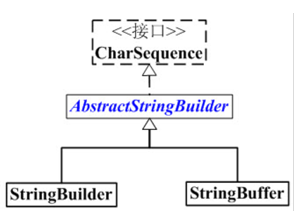 <<接口>>
CharSequence
AbstractStringBuilder
StringBuilder
StringBuffer